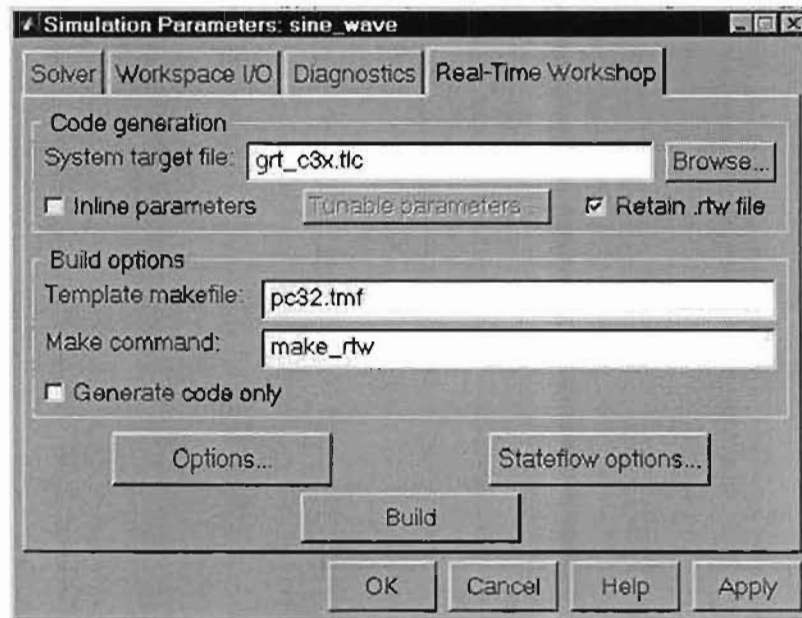 Simulation Parameters: sine_wave
Solver Workspace I/O Diagnostics Real-Time Workshop
Code generation
System target file: grt_c3x.tlc Browse...
Inline parameters Tunable parameters ... Retain .rtw file
Build options
Template makefile: pc32.tmf
Make command: make_rtw
Generate code only
Options... Stateflow options...
Build
OK Cancel Help Apply